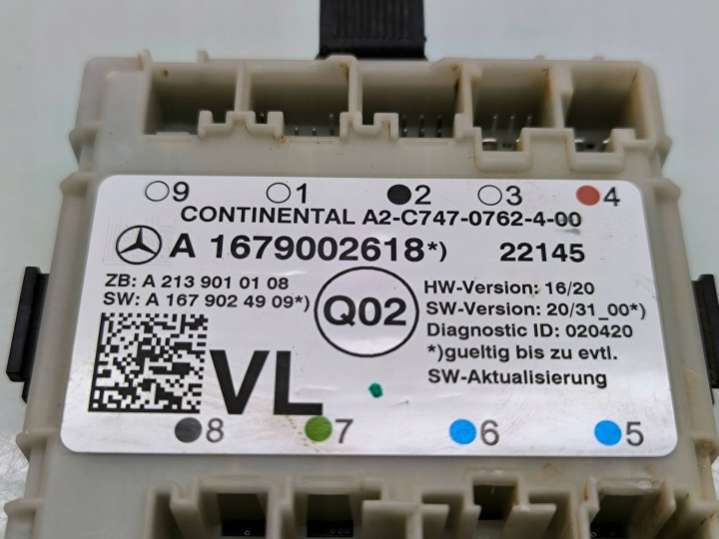 9 1 2 3 4
CONTINENTAL A2-C747-0762-4-00
A 1679002618*) 22145
ZB: A 213 901 01 08
SW: A 167 902 49 09*)
Q02
HW-Version: 16/20
SW-Version: 20/31_00*)
Diagnostic ID: 020420
*)gueltig bis zu evtl.
SW-Aktualisierung
VL
8 7 6 5